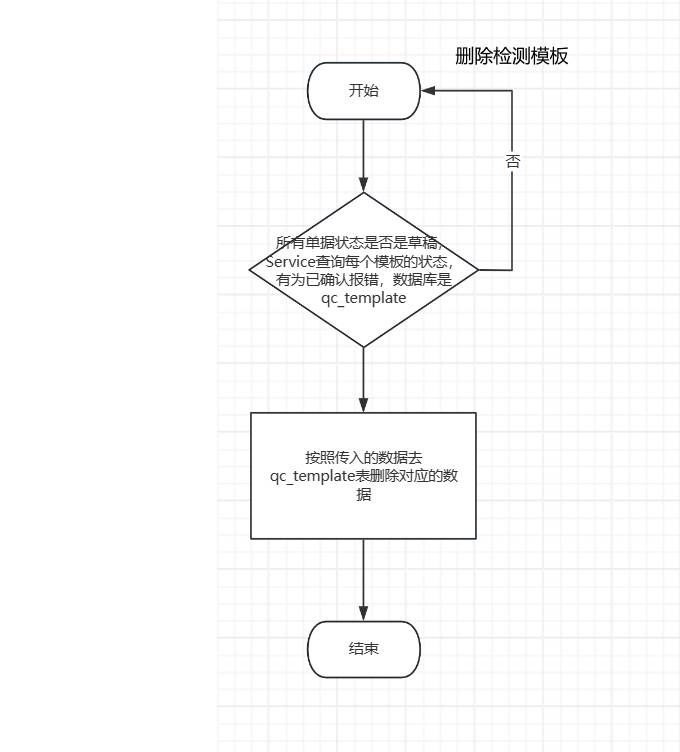 删除检测模板
开始
否
所有单据状态是否是草稿，
Service查询每个模板的状态，
有为已确认报错，数据库是
qc_template
按照传入的数据去
qc_template表删除对应的数
据
结束